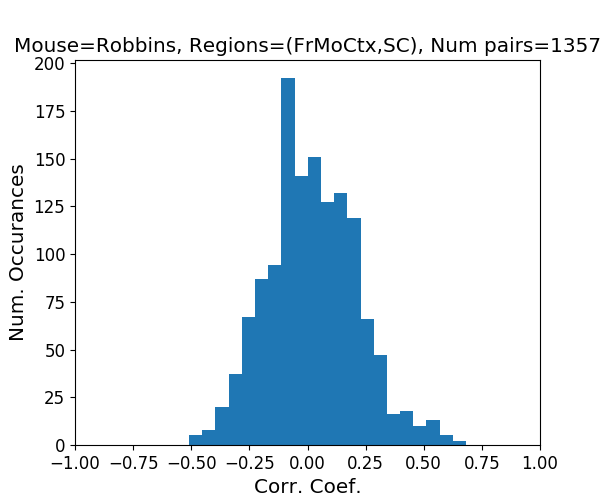 Mouse=Robbins, Regions=(FrMoCtx,SC), Num pairs=1357
200
175
150
125
100
75
50
25
0
Num. Occurances
−1.00 −0.75 −0.50 −0.25 0.00 0.25 0.50 0.75 1.00
Corr. Coef.